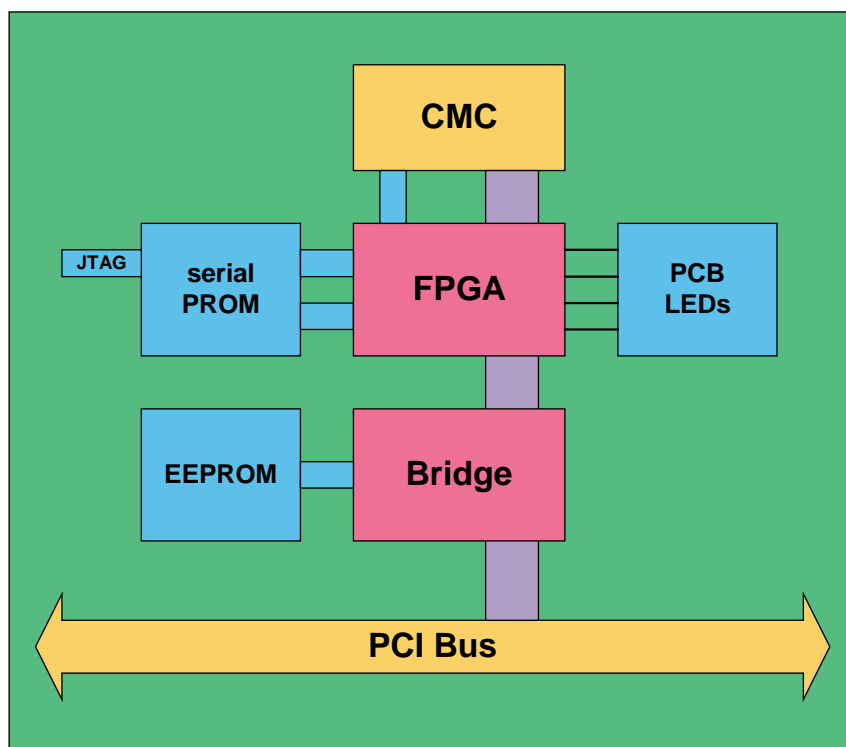 CMC
JTAG
serial
PROM
FPGA
PCB
LEDs
EEPROM
Bridge
PCI Bus